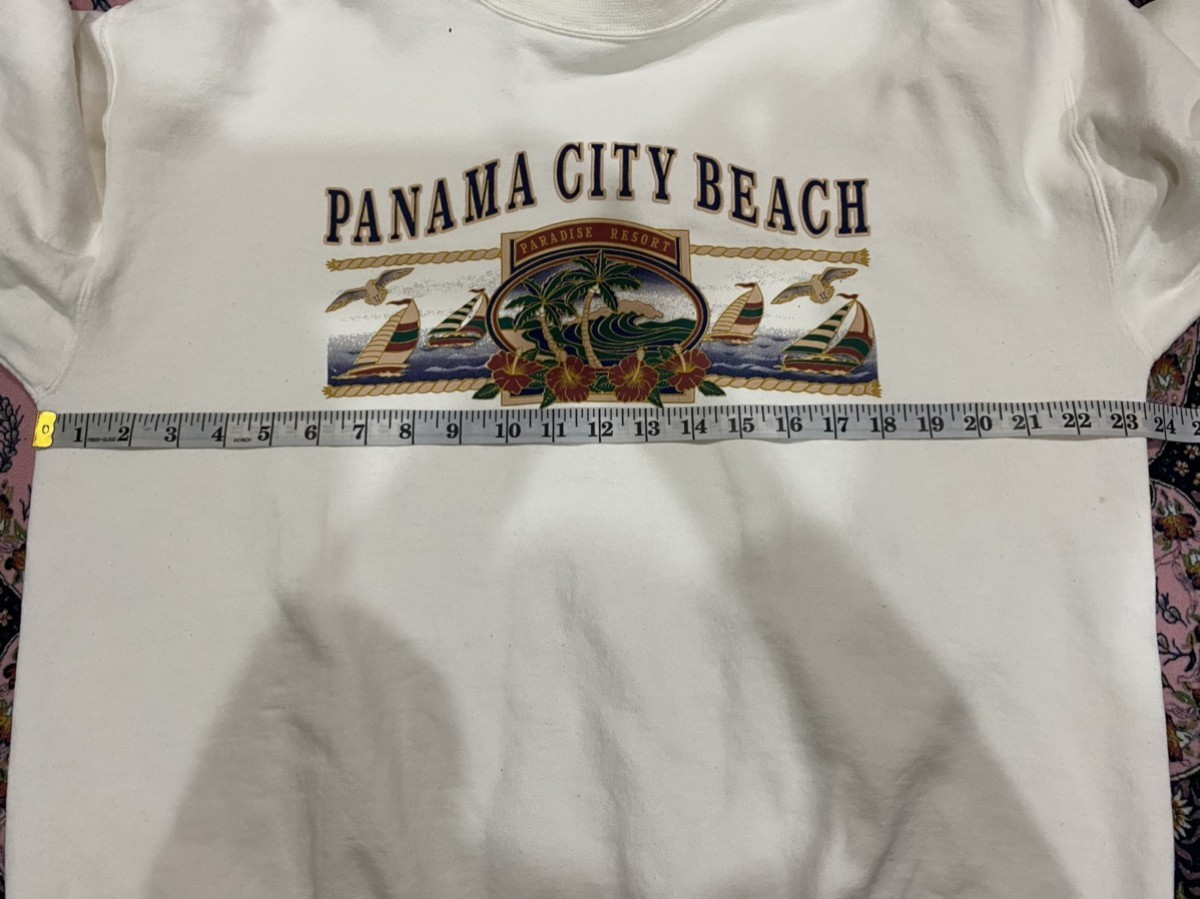 PANAMA CITY BEACH
PARADISE RESORT
1 2 3 4 5 6 7 8 9 10 11 12 13 14 15 16 17 18 19 20 21 22 23 24